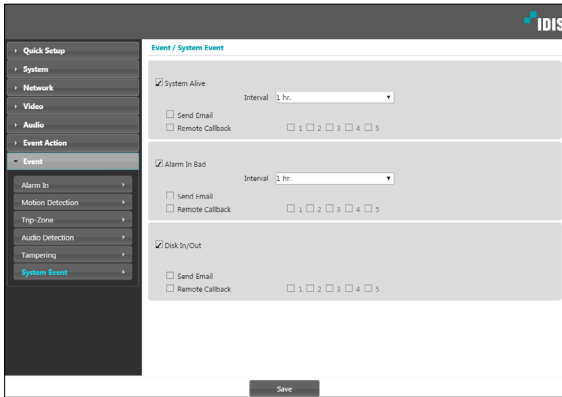 IDIS
Quick Setup
System
Network
Video
Audio
Event Action
Event
Alarm In
Motion Detection
Trip-Zone
Audio Detection
Tampering
System Event
Event / System Event
System Alive
Interval 1 hr.
Send Email
Remote Callback 1 2 3 4 5
Alarm In Bad
Interval 1 hr.
Send Email
Remote Callback 1 2 3 4 5
Disk In/Out
Send Email
Remote Callback 1 2 3 4 5
Save